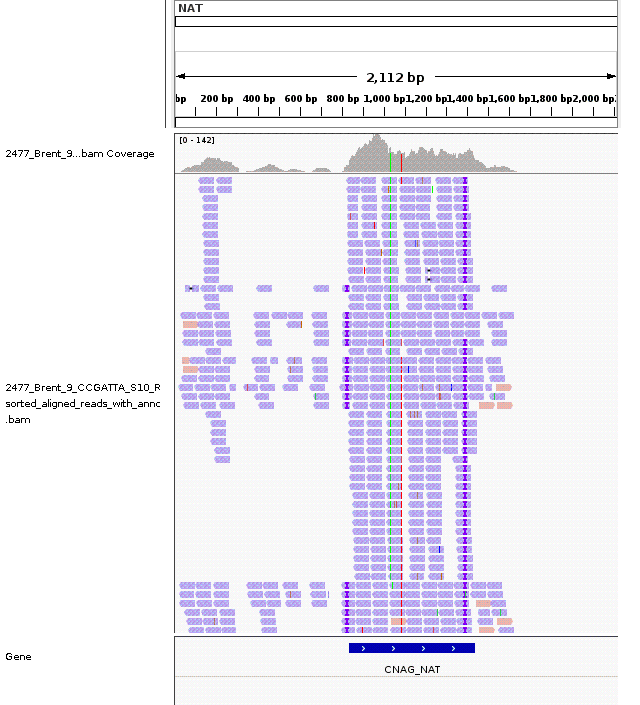 NAT
2,112 bp
bp 200 bp 400 bp 600 bp 800 bp 1,000 bp 1,200 bp 1,400 bp 1,600 bp 1,800 bp 2,000 bp
[0 - 142]
2477_Brent_9...bam Coverage
2477_Brent_9_CCGATTA_S10_R
sorted_aligned_reads_with_annc
.bam
Gene
CNAG_NAT